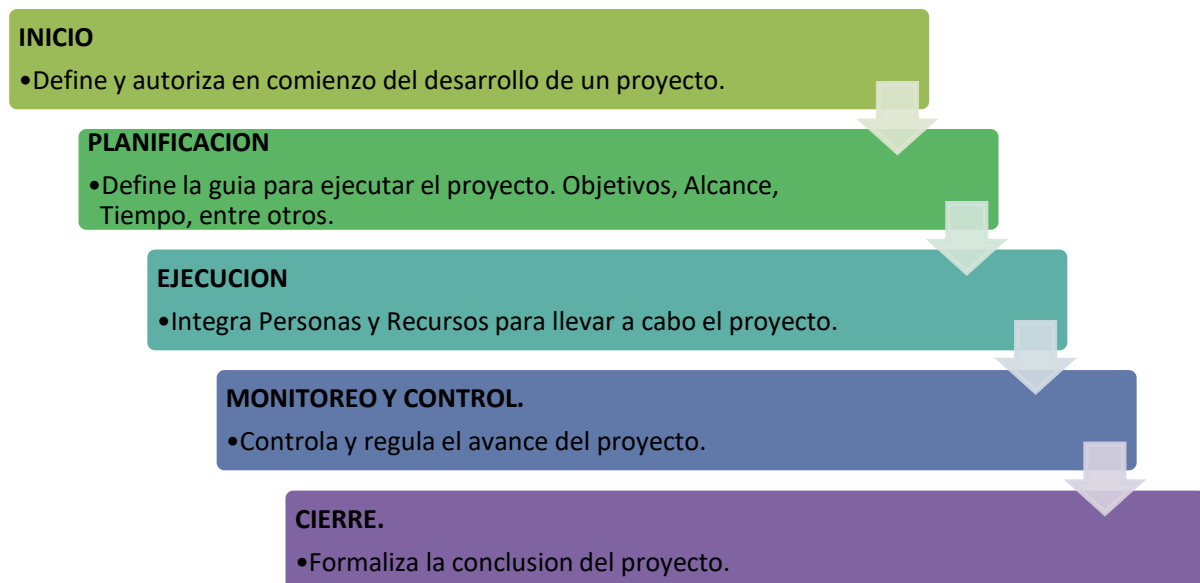 INICIO
•Define y autoriza en comienzo del desarrollo de un proyecto.
PLANIFICACION
•Define la guia para ejecutar el proyecto. Objetivos, Alcance,
Tiempo, entre otros.
EJECUCION
•Integra Personas y Recursos para llevar a cabo el proyecto.
MONITOREO Y CONTROL.
•Controla y regula el avance del proyecto.
CIERRE.
•Formaliza la conclusion del proyecto.